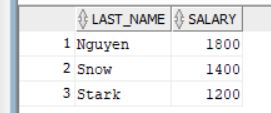 LAST_NAME SALARY
1 Nguyen 1800
2 Snow 1400
3 Stark 1200